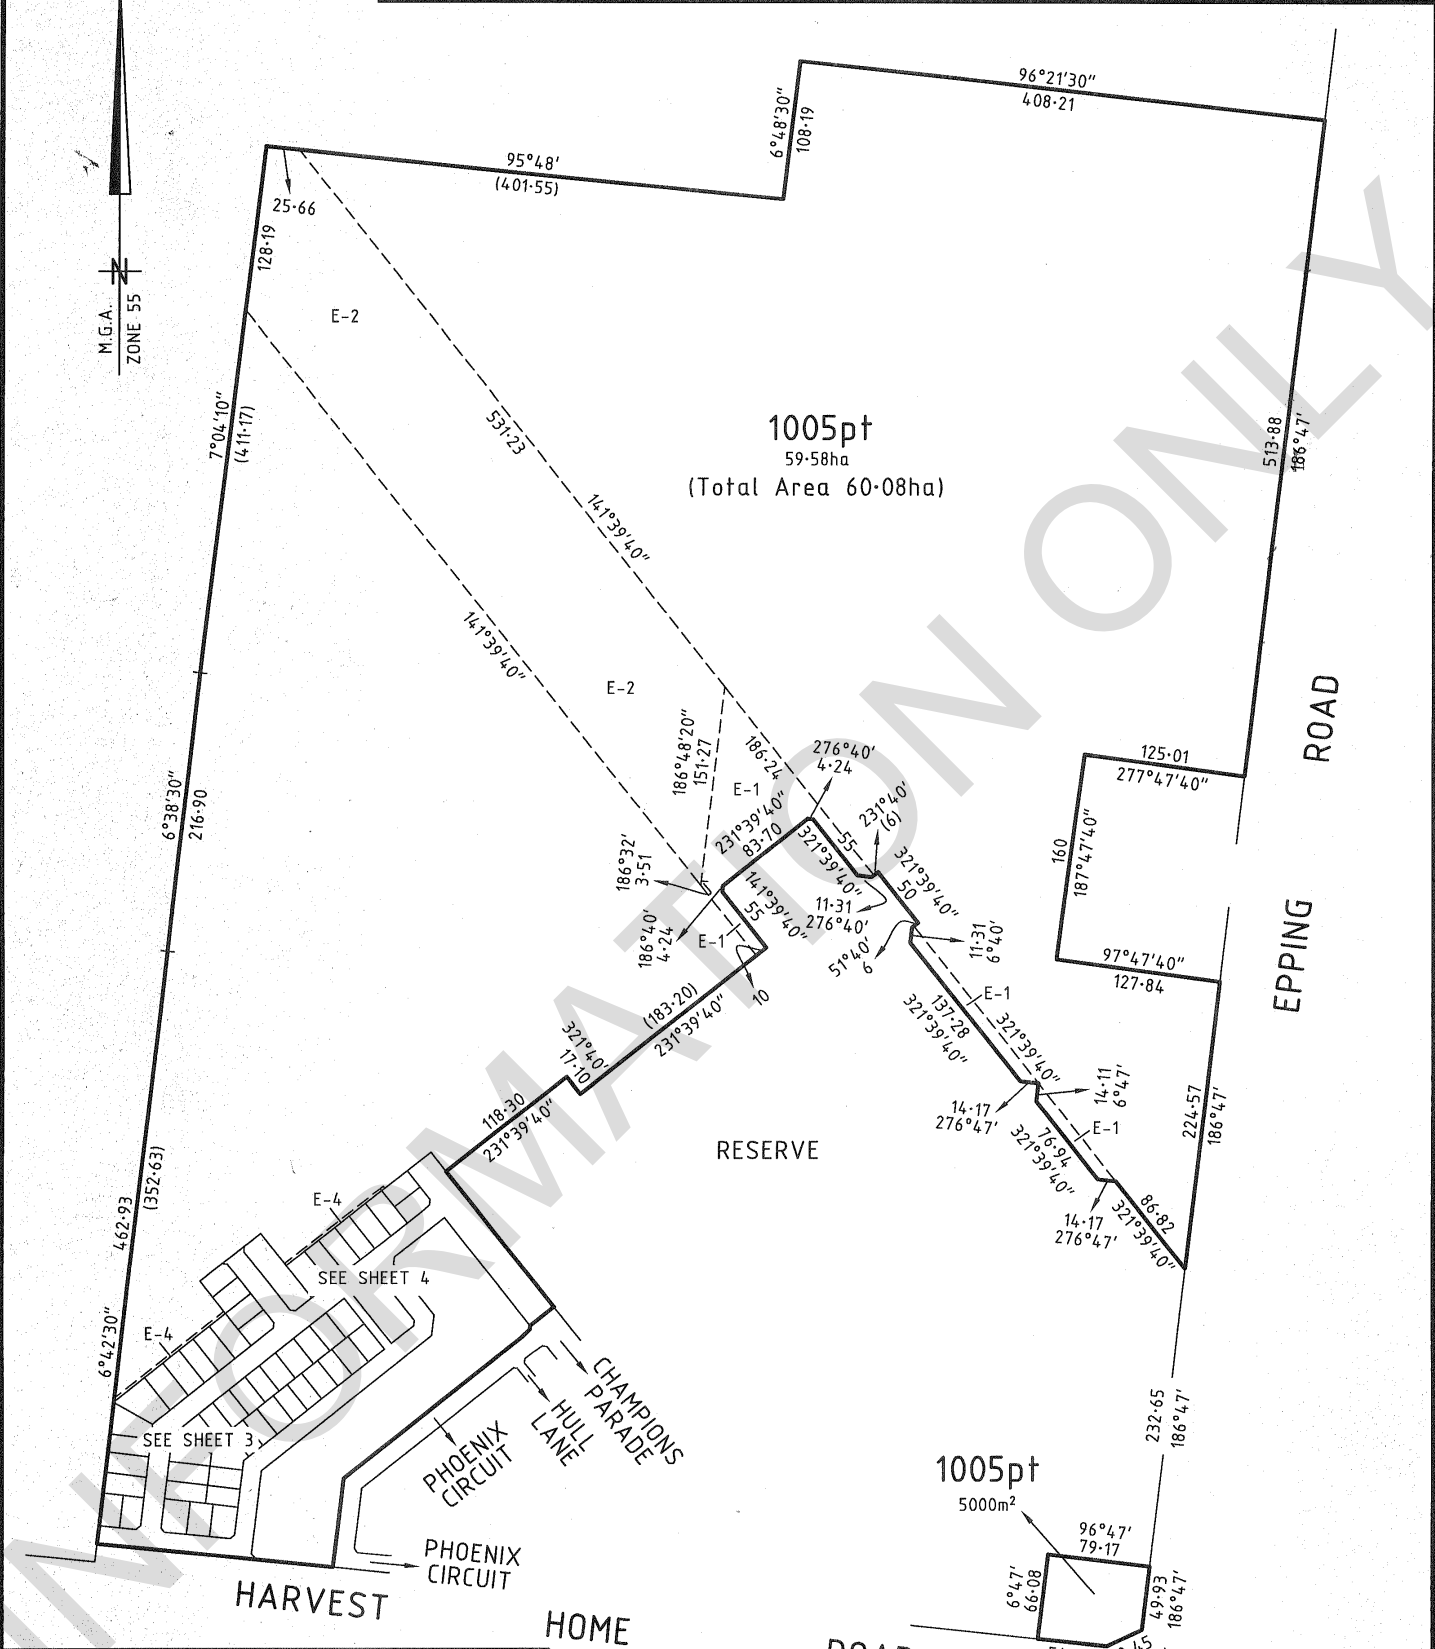 96°21'30"
408·21
6°48'30"
108·19
95°48'
(401·55)
25·66
128·19
M.G.A.
ZONE 55
N
E-2
7°04'10"
(411·17)
531·23
141°39'40"
1005pt
59·58ha
(Total Area 60·08ha)
513·88
186°47'
141°39'40"
E-2
186°48'20"
151·27
186·24
E-1
276°40'
4·24
231°40'
(6)
125·01
277°47'40"
ROAD
6°38'30"
216·90
231°39'40"
83·70
55
321°39'40"
321°39'40"
50
160
187°47'40"
186°32'
3·51
141°39'40"
55
11·31
276°40'
186°40'
4·24
E-1
51°40'
6
11·31
6°40'
97°47'40"
127·84
EPPING
10
(183·20)
231°39'40"
E-1
137·28
321°39'40"
321°39'40"
321°40'
17·10
14·11
6°47'
14·17
276°47'
118·30
231°39'40"
E-1
76·94
321°39'40"
224·57
186°47'
RESERVE
462·93
(352·63)
E-4
86·82
321°39'40"
14·17
276°47'
SEE SHEET 4
6°42'30"
E-4
CHAMPIONS
PARADE
HULL
LANE
232·65
186°47'
SEE SHEET 3
PHOENIX
CIRCUIT
1005pt
5000m²
96°47'
79·17
PHOENIX
CIRCUIT
6°47'
66·08
49·93
186°47'
HARVEST
HOME
ROAD
INFORMATION ONLY